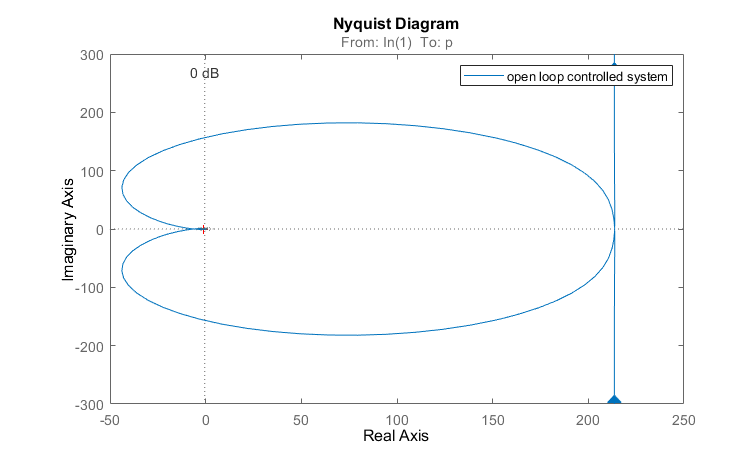 Nyquist Diagram
From: In(1)  To: p
0 dB
open loop controlled system
300
200
100
0
-100
-200
-300
Imaginary Axis
-50
0
50
100
150
200
250
Real Axis